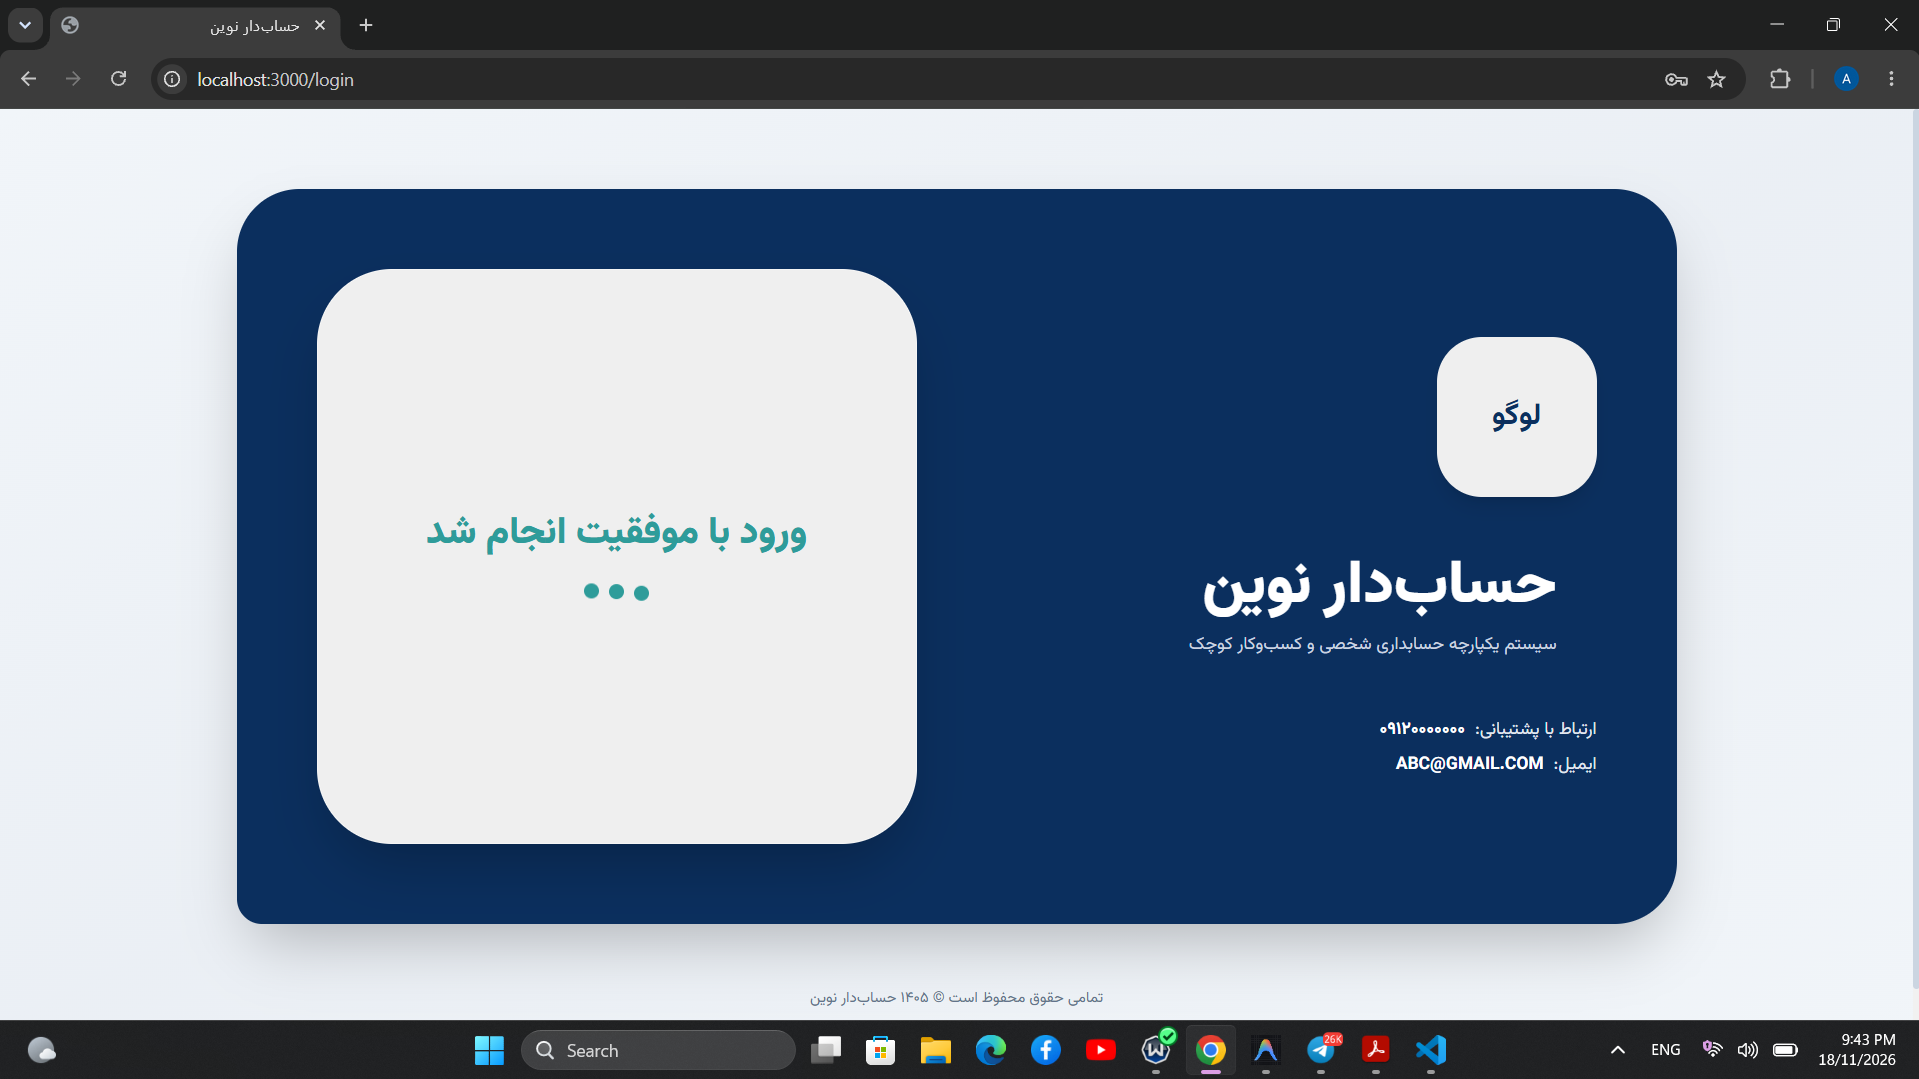 حساب‌دار نوین
localhost:3000/login
A
لوگو
حساب‌دار نوین
سیستم یکپارچه حسابداری شخصی و کسب‌وکار کوچک
ارتباط با پشتیبانی: ۰۹۱۲۰۰۰۰۰۰۰
ایمیل: ABC@GMAIL.COM
ورود با موفقیت انجام شد
تمامی حقوق محفوظ است © ۱۴۰۵ حساب‌دار نوین
Search
26K
ENG
9:43 PM
18/11/2026